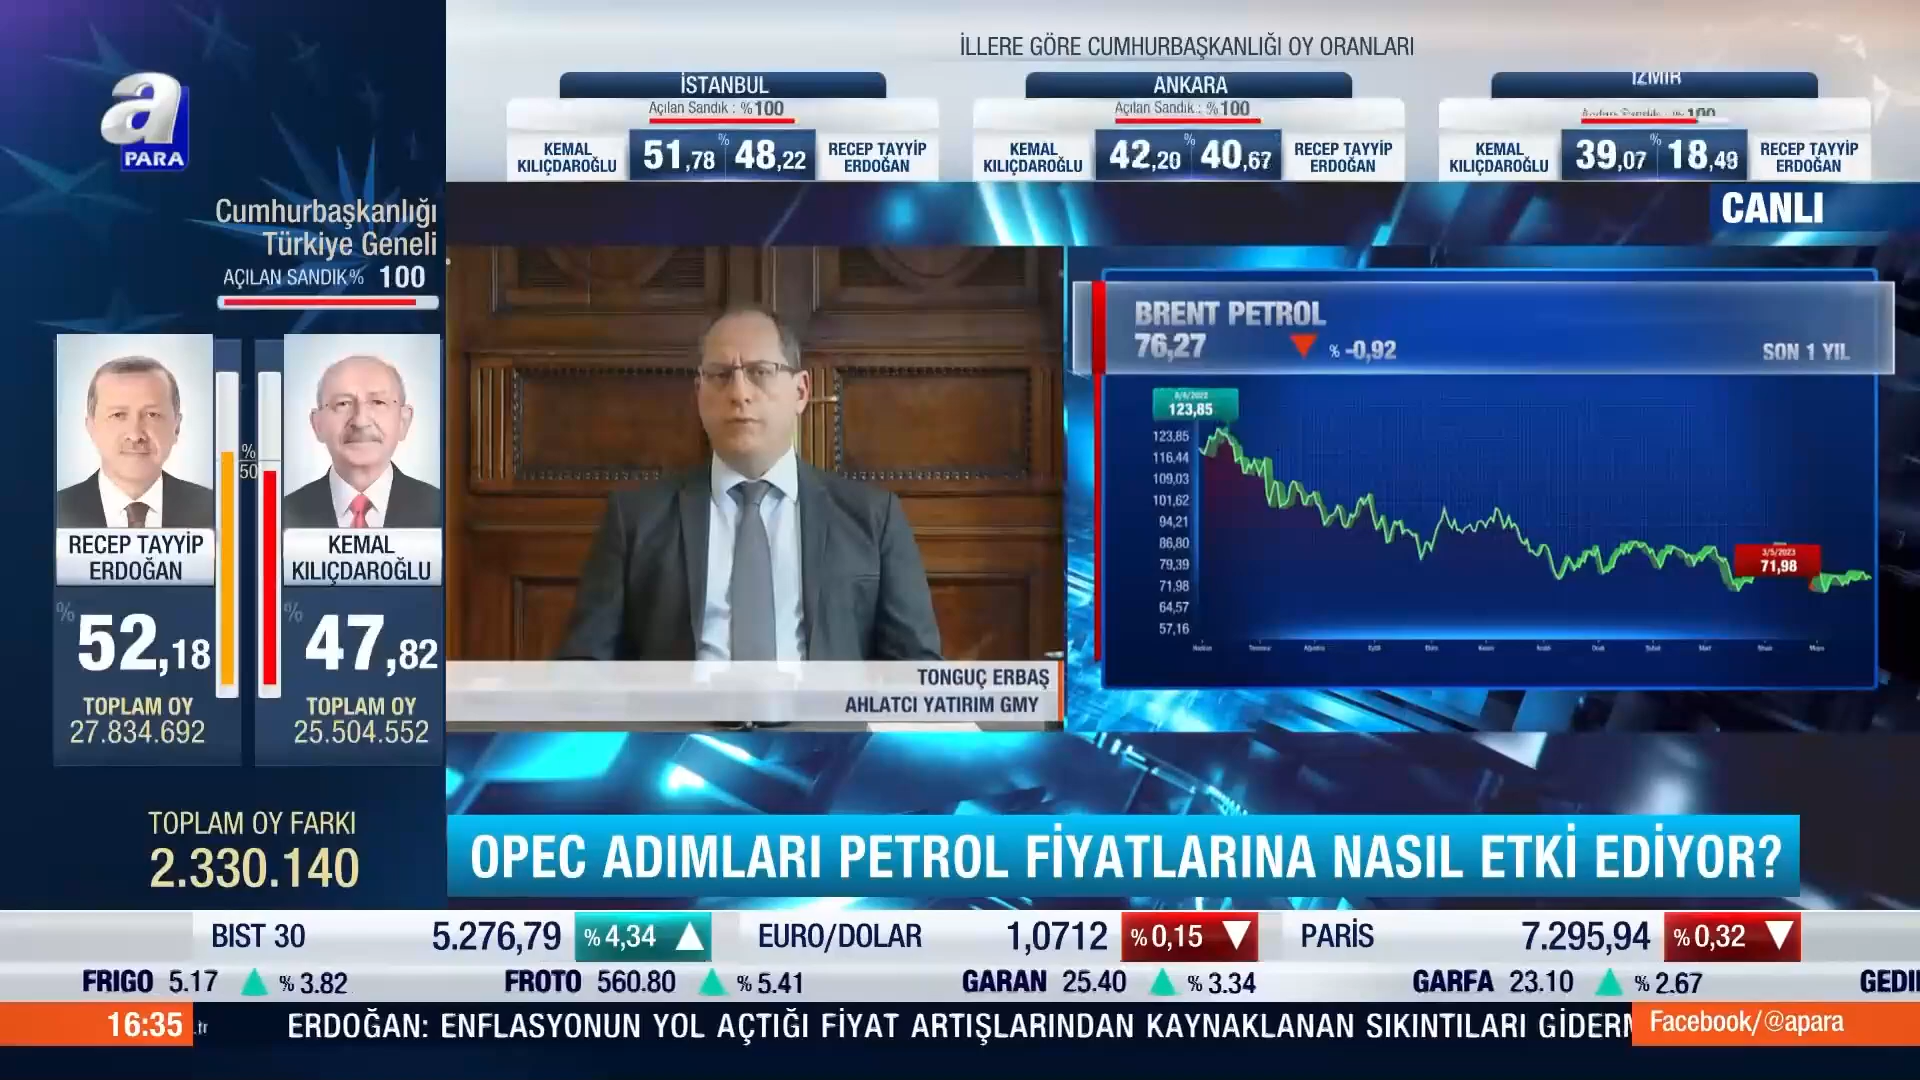 a
PARA
Cumhurbaşkanlığı
Türkiye Geneli
AÇILAN SANDIK% 100
RECEP TAYYİP
ERDOĞAN
%52,18
TOPLAM OY
27.834.692
%
50
KEMAL
KILIÇDAROĞLU
%47,82
TOPLAM OY
25.504.552
TOPLAM OY FARKI
2.330.140
İLLERE GÖRE CUMHURBAŞKANLIĞI OY ORANLARI
İSTANBUL
Açılan Sandık : %100
KEMAL
KILIÇDAROĞLU
51,78 % 48,22
RECEP TAYYİP
ERDOĞAN
ANKARA
Açılan Sandık : %100
KEMAL
KILIÇDAROĞLU
42,20 % 40,67
RECEP TAYYİP
ERDOĞAN
İZMİR
KEMAL
KILIÇDAROĞLU
39,07 % 18,49
RECEP TAYYİP
ERDOĞAN
CANLI
TONGUÇ ERBAŞ
AHLATCI YATIRIM GMY
BRENT PETROL
76,27 % -0,92
SON 1 YIL
123,85
123,85
116,44
109,03
101,62
94,21
86,80
79,39
71,98
64,57
57,16
3/5/2023
71,98
OPEC ADIMLARI PETROL FİYATLARINA NASIL ETKİ EDİYOR?
BIST 30 5.276,79 %4,34 EURO/DOLAR 1,0712 %0,15 PARİS 7.295,94 %0,32
FRIGO 5.17 % 3.82 FROTO 560.80 % 5.41 GARAN 25.40 % 3.34 GARFA 23.10 % 2.67 GEDI
16:35 .tr ERDOĞAN: ENFLASYONUN YOL AÇTIĞI FİYAT ARTIŞLARINDAN KAYNAKLANAN SIKINTILARI GİDERM Facebook/@apara